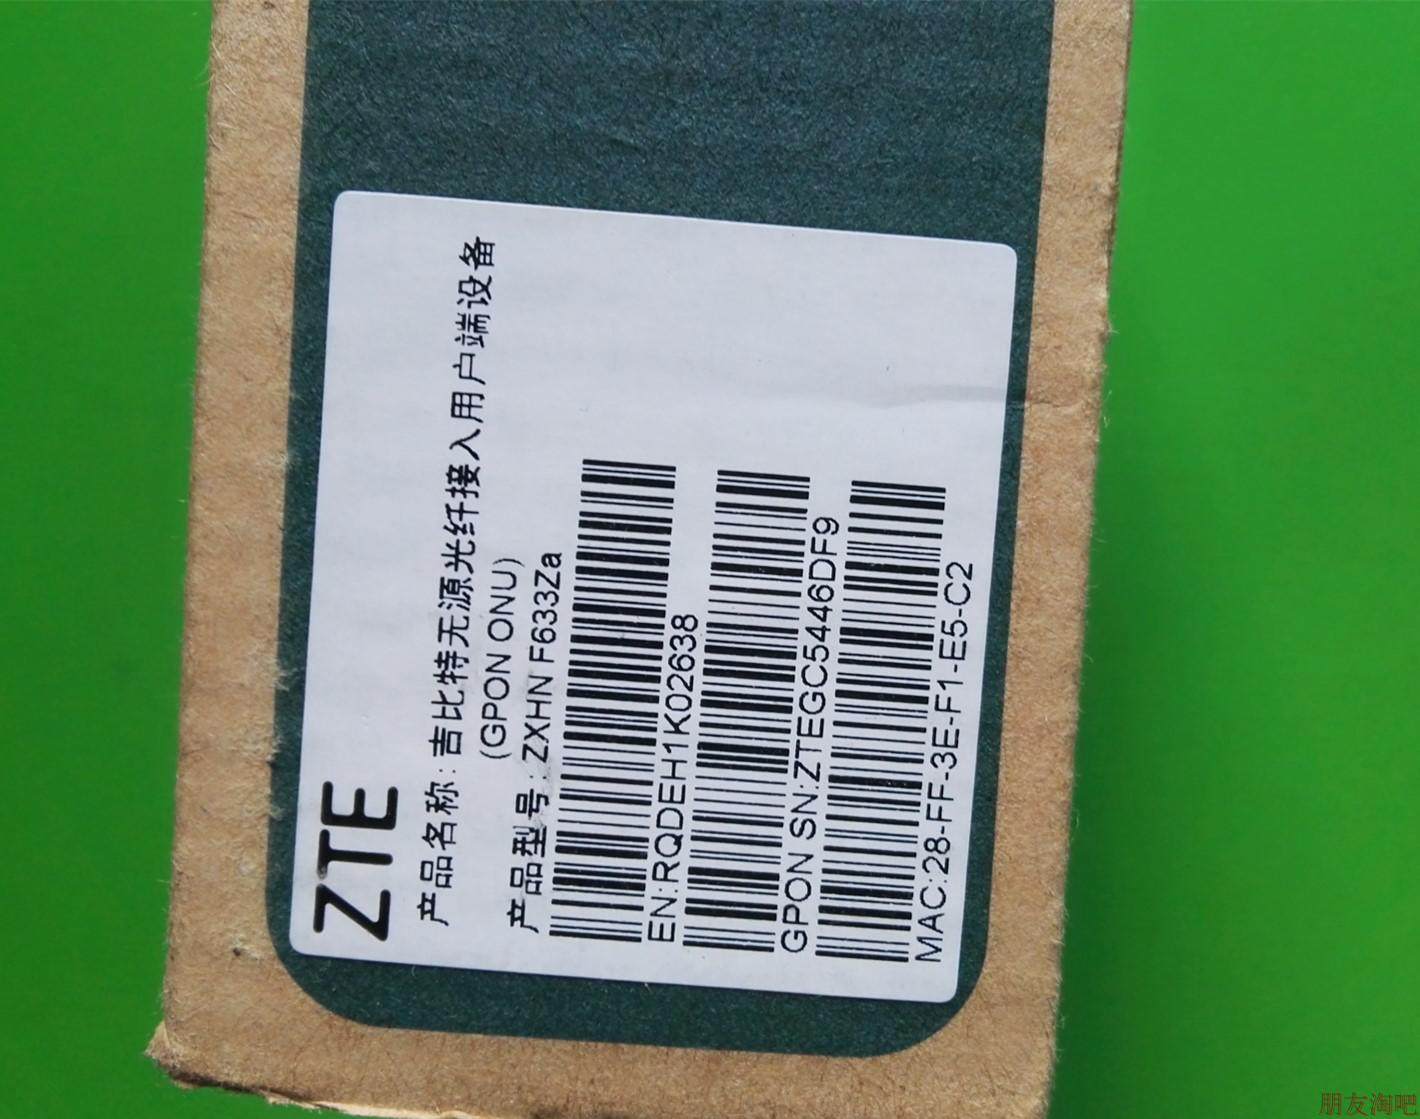 ZTE
产品名称:吉比特无源光纤接入用户端设备
(GPON ONU)
产品型号:ZXHN F633Za
EN:RQDEH1K02638
GPON SN:ZTEGC5446DF9
MAC:28-FF-3E-F1-E5-C2
朋友淘吧